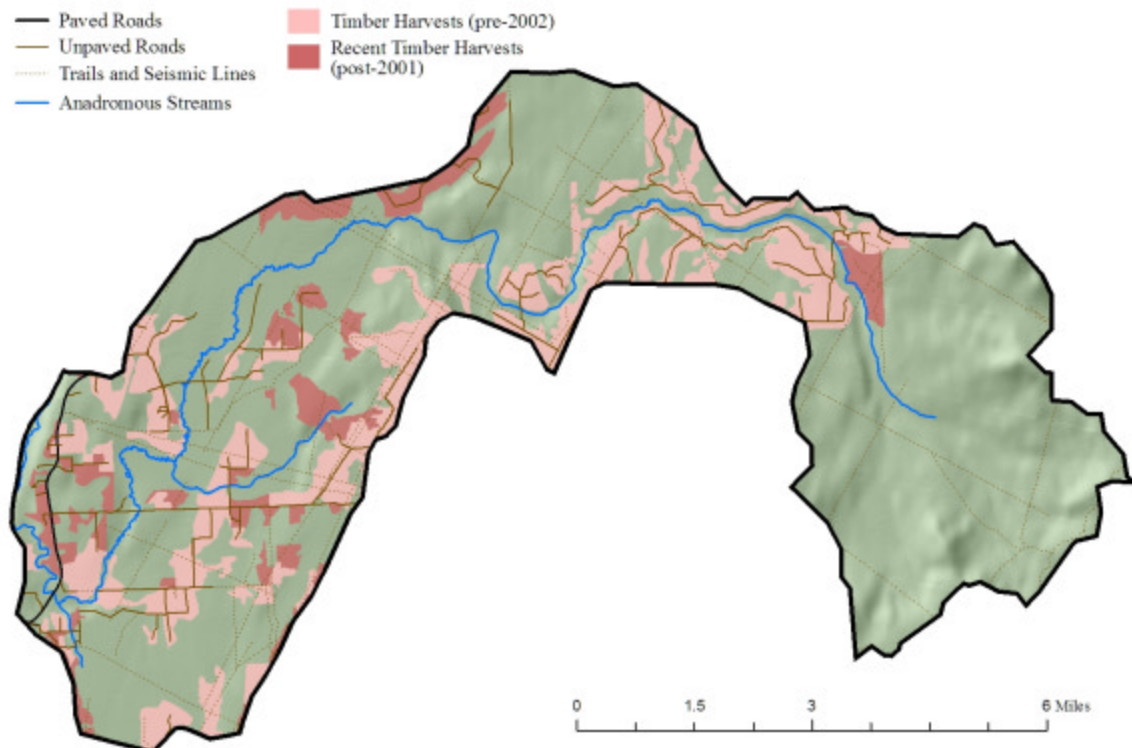 Paved Roads
Unpaved Roads
Trails and Seismic Lines
Anadromous Streams
Timber Harvests (pre-2002)
Recent Timber Harvests
(post-2001)
0 1.5 3 6 Miles